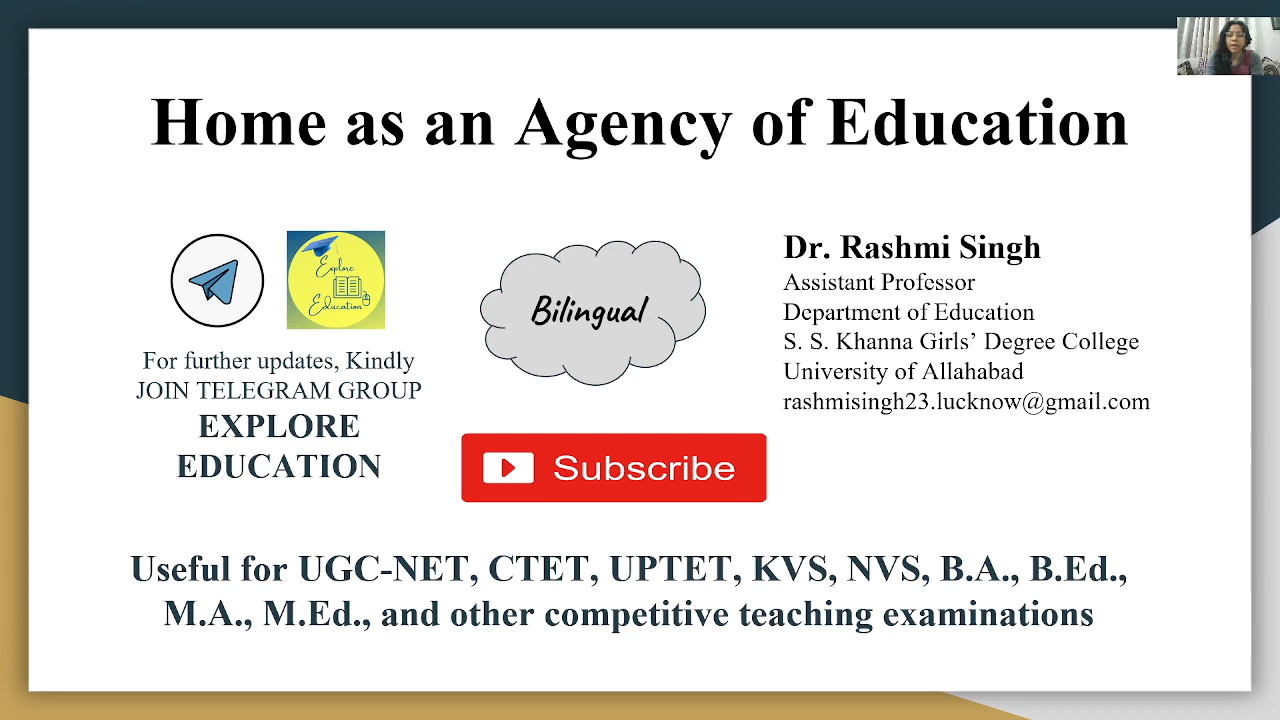 Home as an Agency of Education
Explore
Education
For further updates, Kindly
JOIN TELEGRAM GROUP
EXPLORE
EDUCATION
Bilingual
Subscribe
Dr. Rashmi Singh
Assistant Professor
Department of Education
S. S. Khanna Girls’ Degree College
University of Allahabad
rashmisingh23.lucknow@gmail.com
Useful for UGC-NET, CTET, UPTET, KVS, NVS, B.A., B.Ed.,
M.A., M.Ed., and other competitive teaching examinations